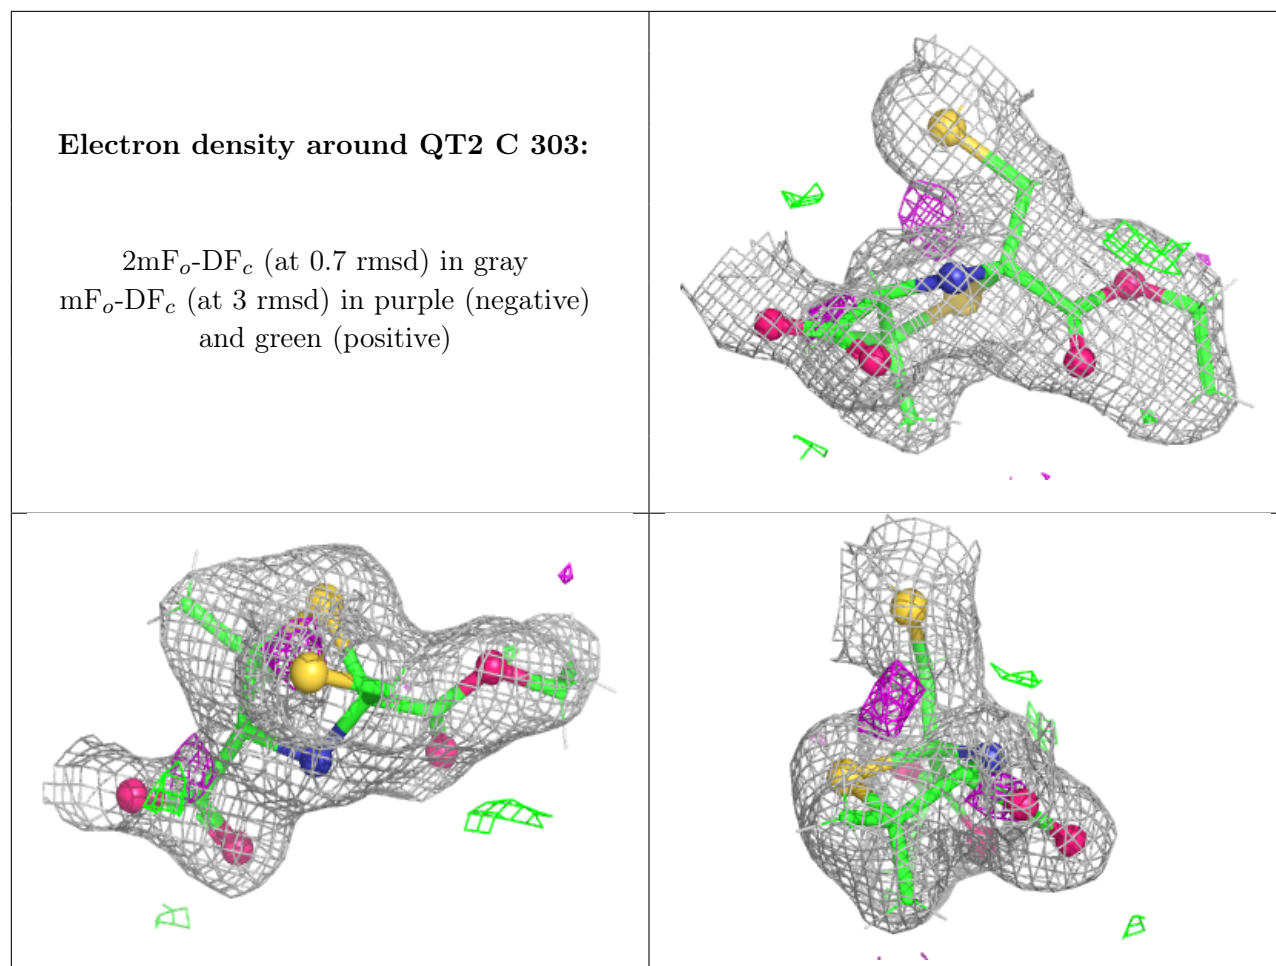 Electron density around QT2 C 303:
2mFo-DFc (at 0.7 rmsd) in gray
mFo-DFc (at 3 rmsd) in purple (negative)
and green (positive)